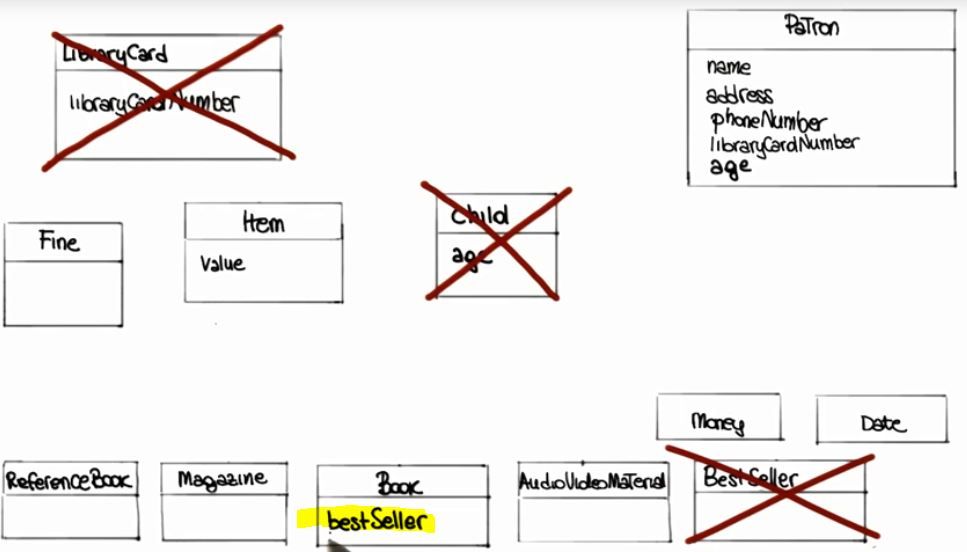 Patron
name
address
phoneNumber
libraryCardNumber
age
LibraryCard
libraryCardNumber
Fine
Item
Value
Child
age
Money
Date
ReferenceBook
Magazine
Book
bestSeller
AudioVideoMaterial
BestSeller